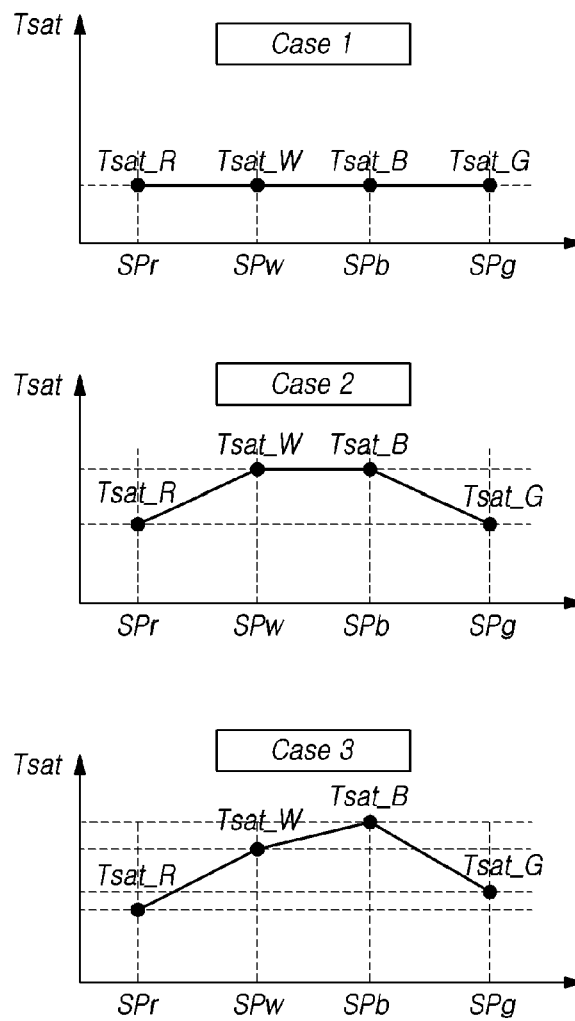 Tsat
Case 1
Tsat_R Tsat_W Tsat_B Tsat_G
SPr SPw SPb SPg
Tsat
Case 2
Tsat_W Tsat_B
Tsat_R Tsat_G
SPr SPw SPb SPg
Tsat
Case 3
Tsat_B
Tsat_W
Tsat_R Tsat_G
SPr SPw SPb SPg